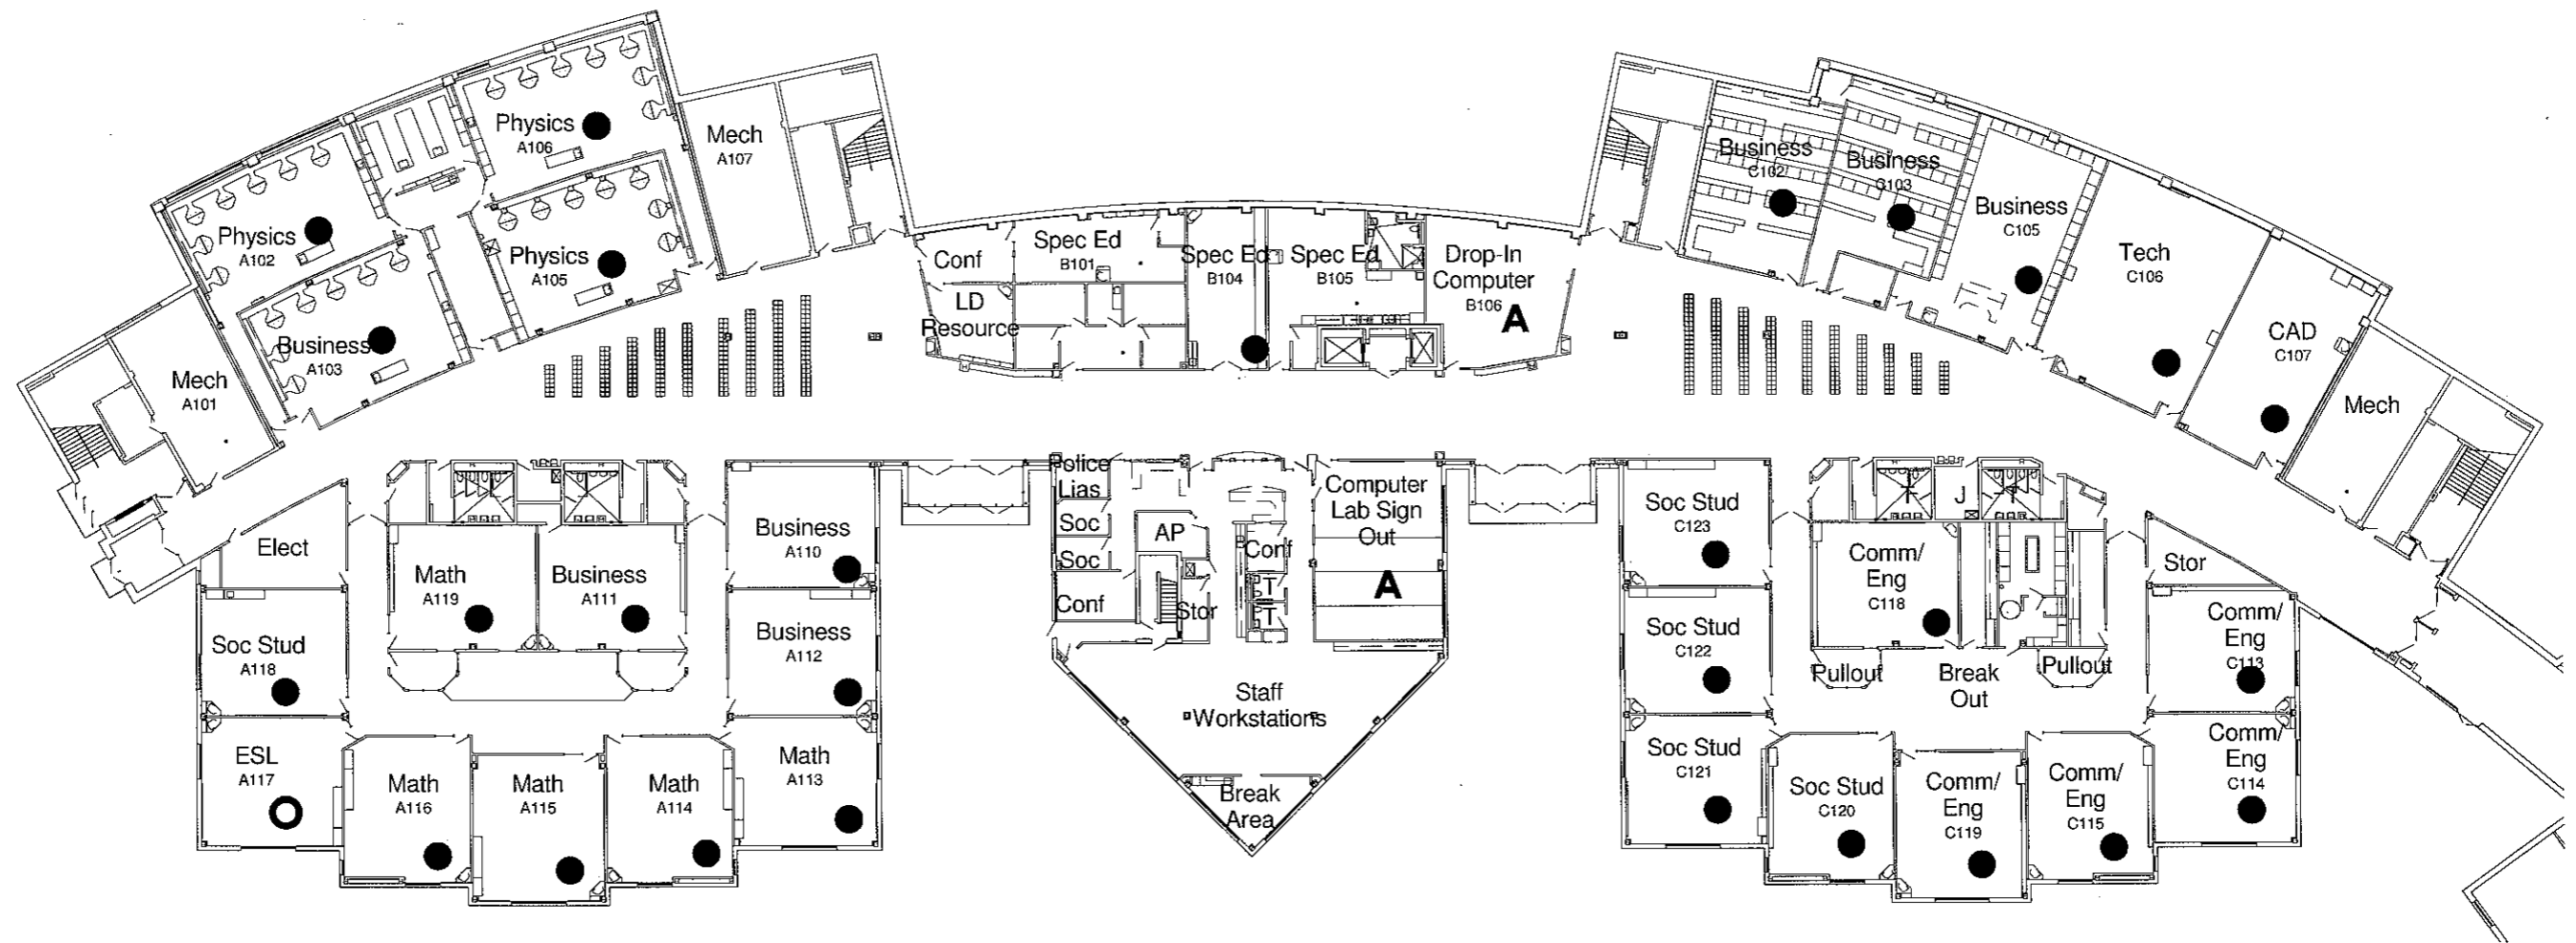 Physics
A106
Mech
A107
Physics
A102
Physics
A105
Business
A103
Mech
A101
Conf
LD
Resource
Spec Ed
B101
Spec Ed
B104
Spec Ed
B105
Drop-In
Computer
B106
A
Business
C102
Business
C103
Business
C105
Tech
C106
CAD
C107
Mech
Elect
Math
A119
Business
A111
Business
A110
Soc Stud
A118
Business
A112
ESL
A117
Math
A116
Math
A115
Math
A114
Math
A113
Police
Lias
Soc
Soc
Conf
AP
Stor
Conf
T
T
Computer
Lab Sign
Out
A
Staff
Workstations
Break
Area
Soc Stud
C123
Soc Stud
C122
Soc Stud
C121
Soc Stud
C120
T
J
T
Comm/
Eng
C118
Pullout
Break
Out
Pullout
Stor
Comm/
Eng
C113
Comm/
Eng
C114
Comm/
Eng
C119
Comm/
Eng
C115